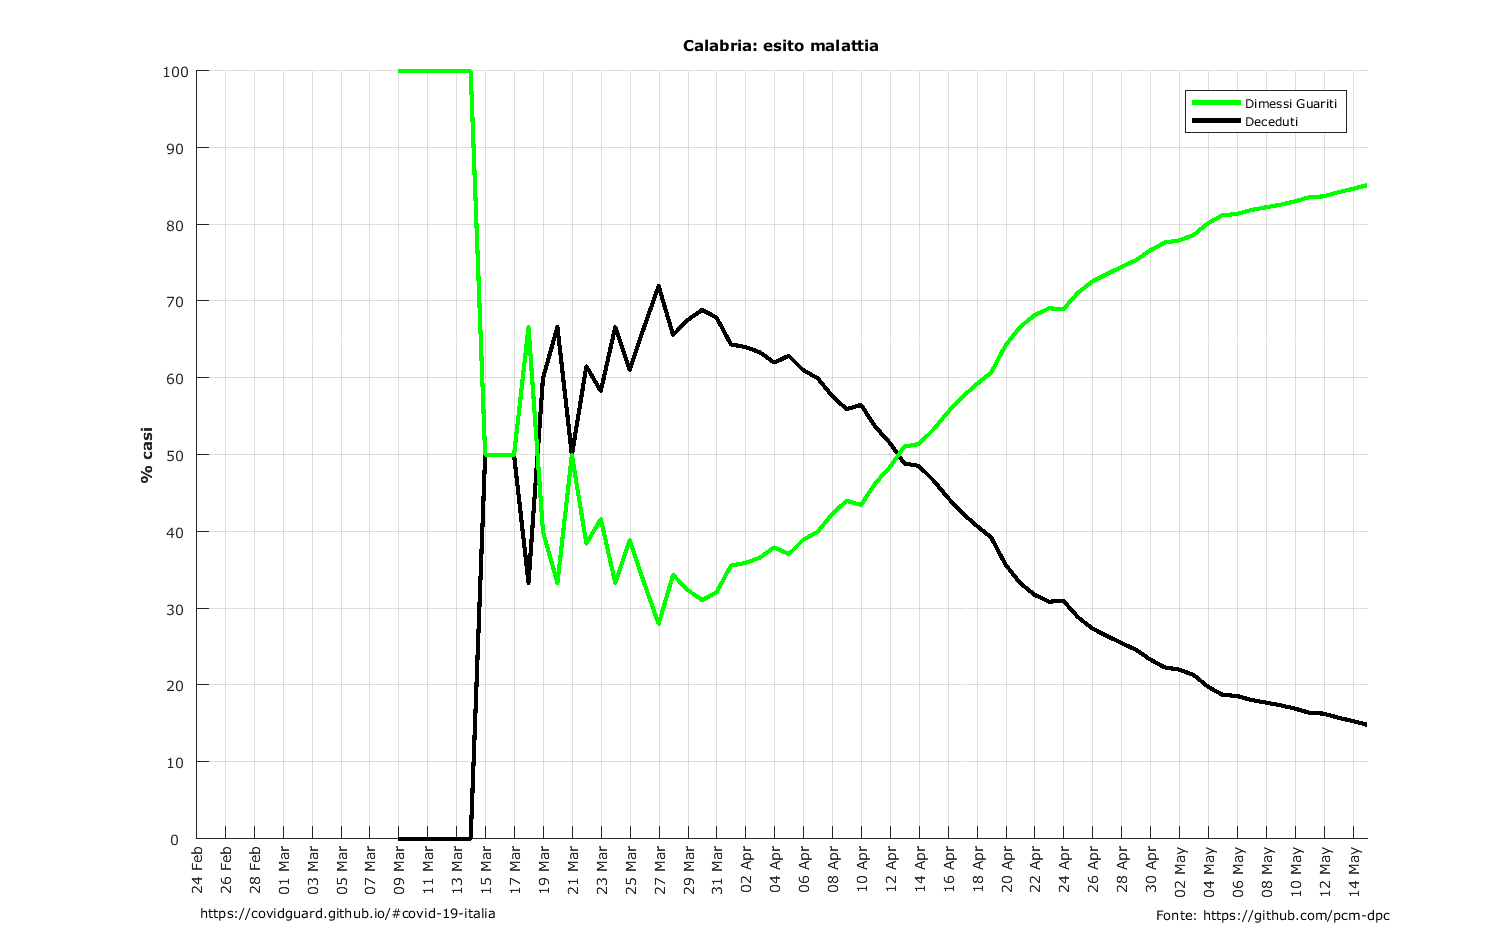 Calabria: esito malattia
Dimessi Guariti
Deceduti
% casi
100
90
80
70
60
50
40
30
20
10
0
24 Feb
26 Feb
28 Feb
01 Mar
03 Mar
05 Mar
07 Mar
09 Mar
11 Mar
13 Mar
15 Mar
17 Mar
19 Mar
21 Mar
23 Mar
25 Mar
27 Mar
29 Mar
31 Mar
02 Apr
04 Apr
06 Apr
08 Apr
10 Apr
12 Apr
14 Apr
16 Apr
18 Apr
20 Apr
22 Apr
24 Apr
26 Apr
28 Apr
30 Apr
02 May
04 May
06 May
08 May
10 May
12 May
14 May
https://covidguard.github.io/#covid-19-italia
Fonte: https://github.com/pcm-dpc